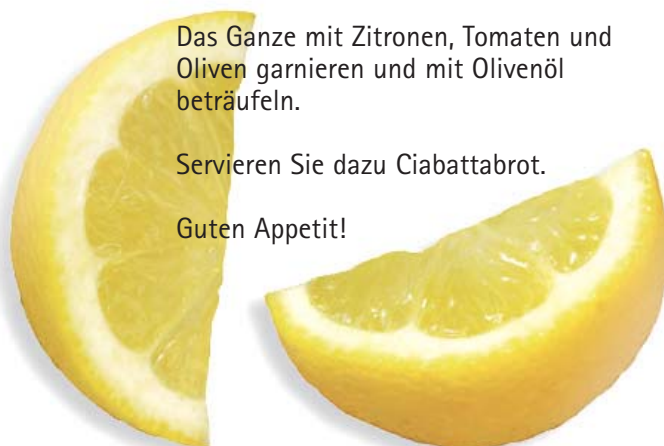 Das Ganze mit Zitronen, Tomaten und
Oliven garnieren und mit Olivenöl
beträufeln.
Servieren Sie dazu Ciabattabrot.
Guten Appetit!